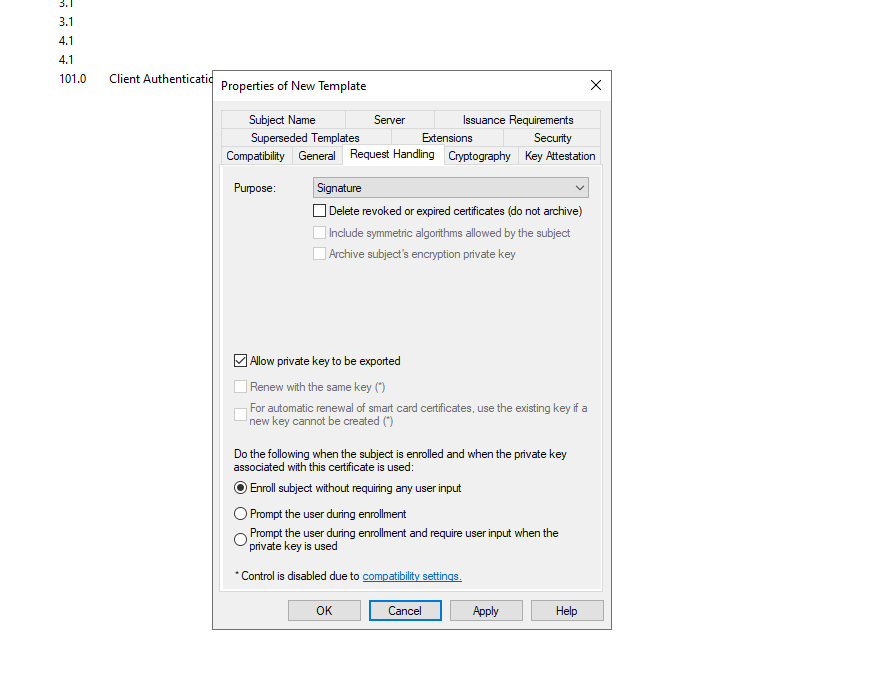 3.1
3.1
4.1
4.1
101.0 Client Authenticatio
Properties of New Template
Subject Name Server Issuance Requirements
Superseded Templates Extensions Security
Compatibility General Request Handling Cryptography Key Attestation
Purpose: Signature
Delete revoked or expired certificates (do not archive)
Include symmetric algorithms allowed by the subject
Archive subject's encryption private key
Allow private key to be exported
Renew with the same key (*)
For automatic renewal of smart card certificates, use the existing key if a
new key cannot be created (*)
Do the following when the subject is enrolled and when the private key
associated with this certificate is used:
Enroll subject without requiring any user input
Prompt the user during enrollment
Prompt the user during enrollment and require user input when the
private key is used
* Control is disabled due to compatibility settings.
OK Cancel Apply Help